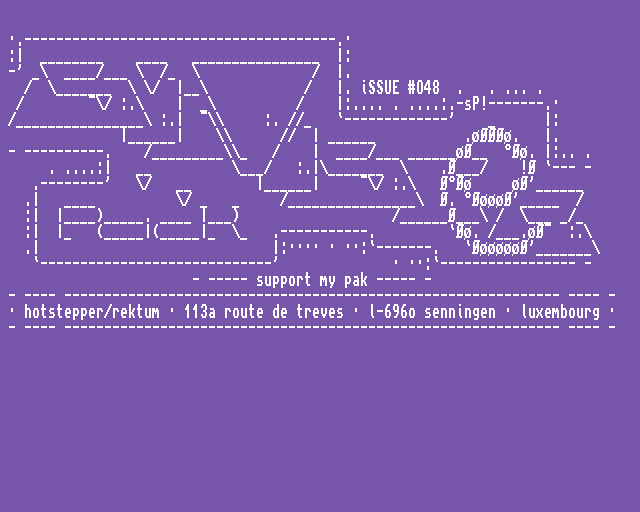 iSSUE #048
-sP!
- ----- support my pak ----- -
· hotstepper/rektum · 113a route de treves · l-696o senningen · luxembourg ·